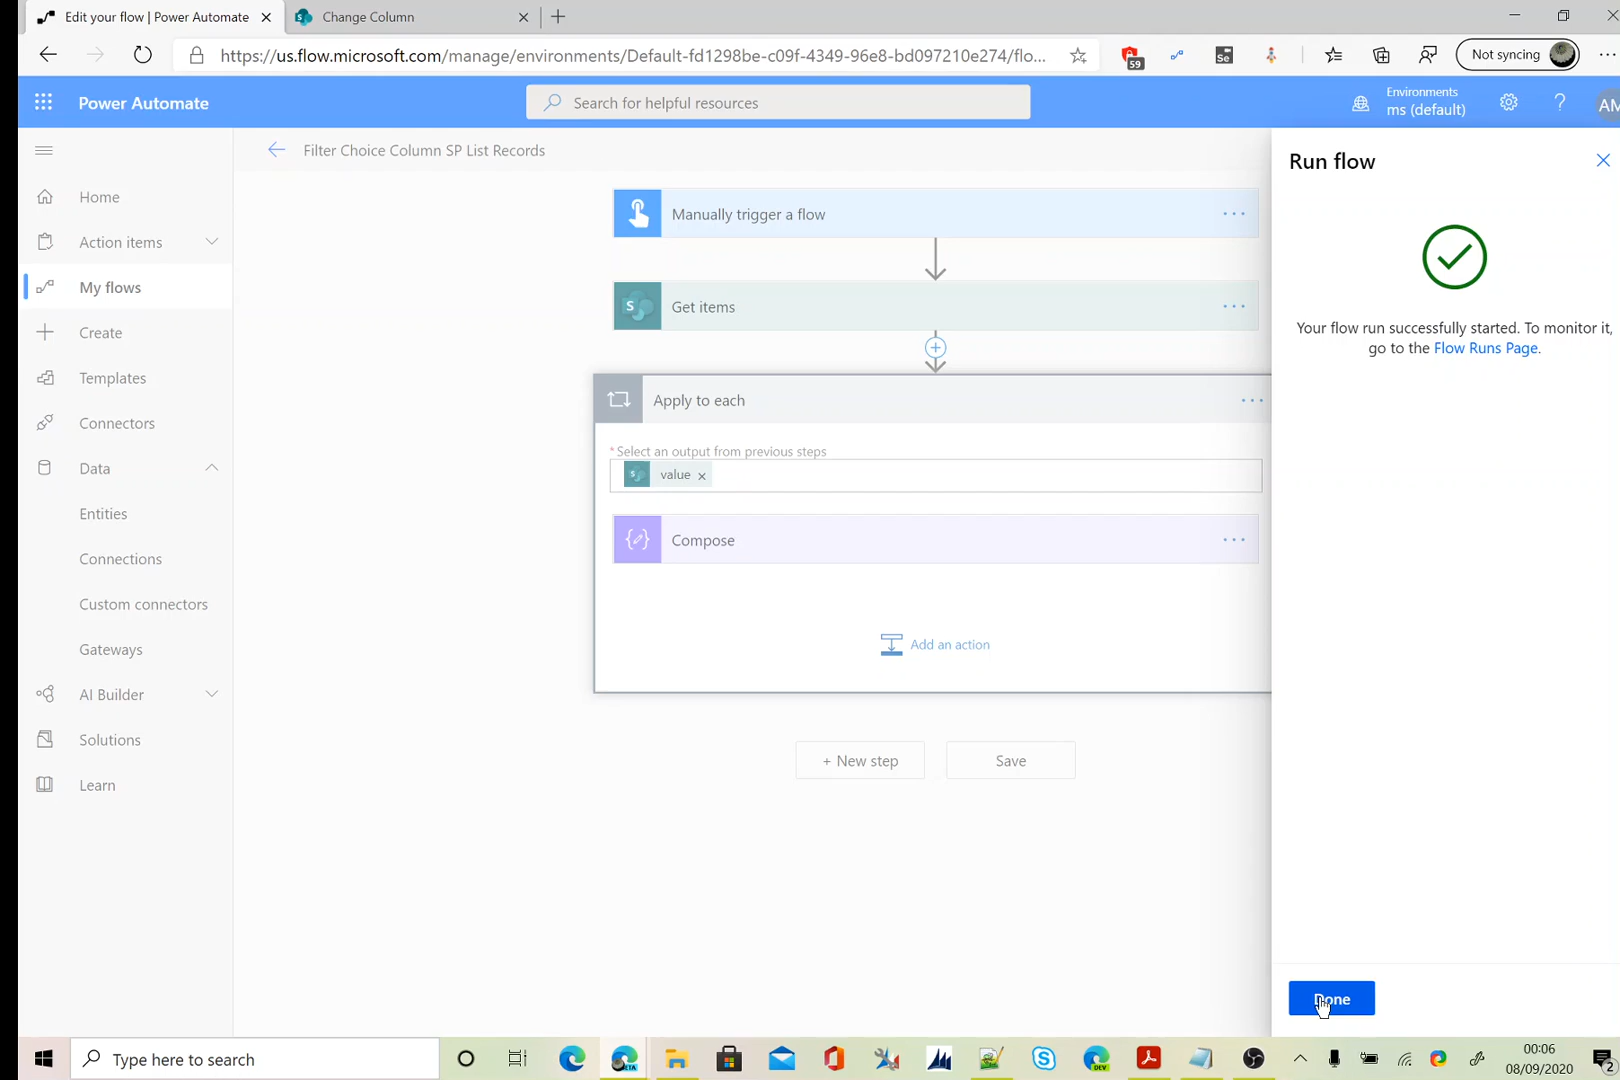 Edit your flow | Power Automate
Change Column
https://us.flow.microsoft.com/manage/environments/Default-fd1298be-c09f-4349-96e8-bd097210e274/flo...
59
Se
Not syncing
Power Automate
Search for helpful resources
Environments
ms (default)
?
AM
Filter Choice Column SP List Records
Home
Action items
My flows
Create
Templates
Connectors
Data
Entities
Connections
Custom connectors
Gateways
AI Builder
Solutions
Learn
Manually trigger a flow
Get items
Apply to each
* Select an output from previous steps
value
Compose
Add an action
+ New step
Save
Run flow
Your flow run successfully started. To monitor it,
go to the Flow Runs Page.
Done
Type here to search
BETA
DEV
00:06
08/09/2020
2